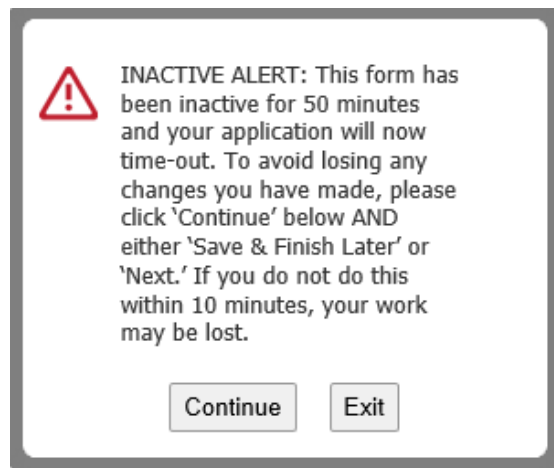 INACTIVE ALERT: This form has
been inactive for 50 minutes
and your application will now
time-out. To avoid losing any
changes you have made, please
click ‘Continue’ below AND
either ‘Save & Finish Later’ or
‘Next.’ If you do not do this
within 10 minutes, your work
may be lost.
Continue Exit